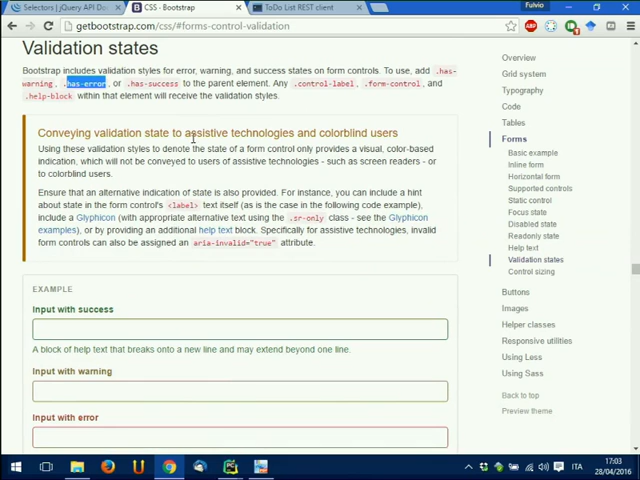 Selectors | jQuery API Do
CSS - Bootstrap
ToDo List REST client
Fulvio
getbootstrap.com/css/#forms-control-validation
Validation states
Bootstrap includes validation styles for error, warning, and success states on form controls. To use, add .has-
warning, .has-error, or .has-success to the parent element. Any .control-label, .form-control, and
.help-block within that element will receive the validation styles.
Conveying validation state to assistive technologies and colorblind users
Using these validation styles to denote the state of a form control only provides a visual, color-based
indication, which will not be conveyed to users of assistive technologies - such as screen readers - or
to colorblind users.
Ensure that an alternative indication of state is also provided. For instance, you can include a hint
about state in the form control's <label> text itself (as is the case in the following code example),
include a Glyphicon (with appropriate alternative text using the .sr-only class - see the Glyphicon
examples), or by providing an additional help text block. Specifically for assistive technologies, invalid
form controls can also be assigned an aria-invalid="true" attribute.
EXAMPLE
Input with success
A block of help text that breaks onto a new line and may extend beyond one line.
Input with warning
Input with error
Overview
Grid system
Typography
Code
Tables
Forms
Basic example
Inline form
Horizontal form
Supported controls
Static control
Focus state
Disabled state
Readonly state
Help text
Validation states
Control sizing
Buttons
Images
Helper classes
Responsive utilities
Using Less
Using Sass
Back to top
Preview theme
ITA
17:03
28/04/2016